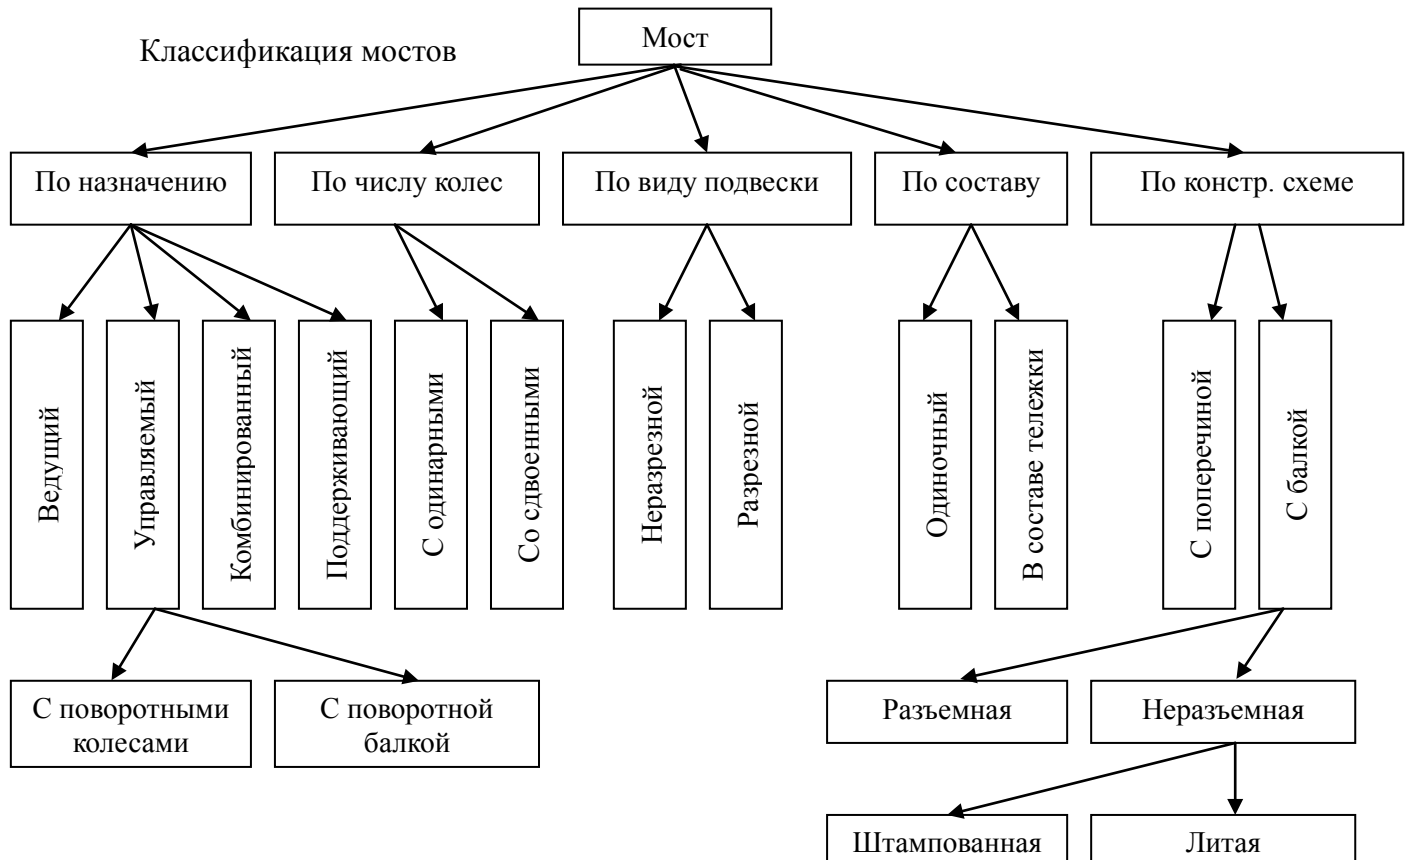 Мост
Классификация мостов
По назначению
По числу колес
По виду подвески
По составу
По констр. схеме
Ведущий
Управляемый
Комбинированный
Поддерживающий
С одинарными
Со сдвоенными
Неразрезной
Разрезной
Одиночный
В составе тележки
С поперечиной
С балкой
С поворотными
колесами
С поворотной
балкой
Разъемная
Неразъемная
Штампованная
Литая